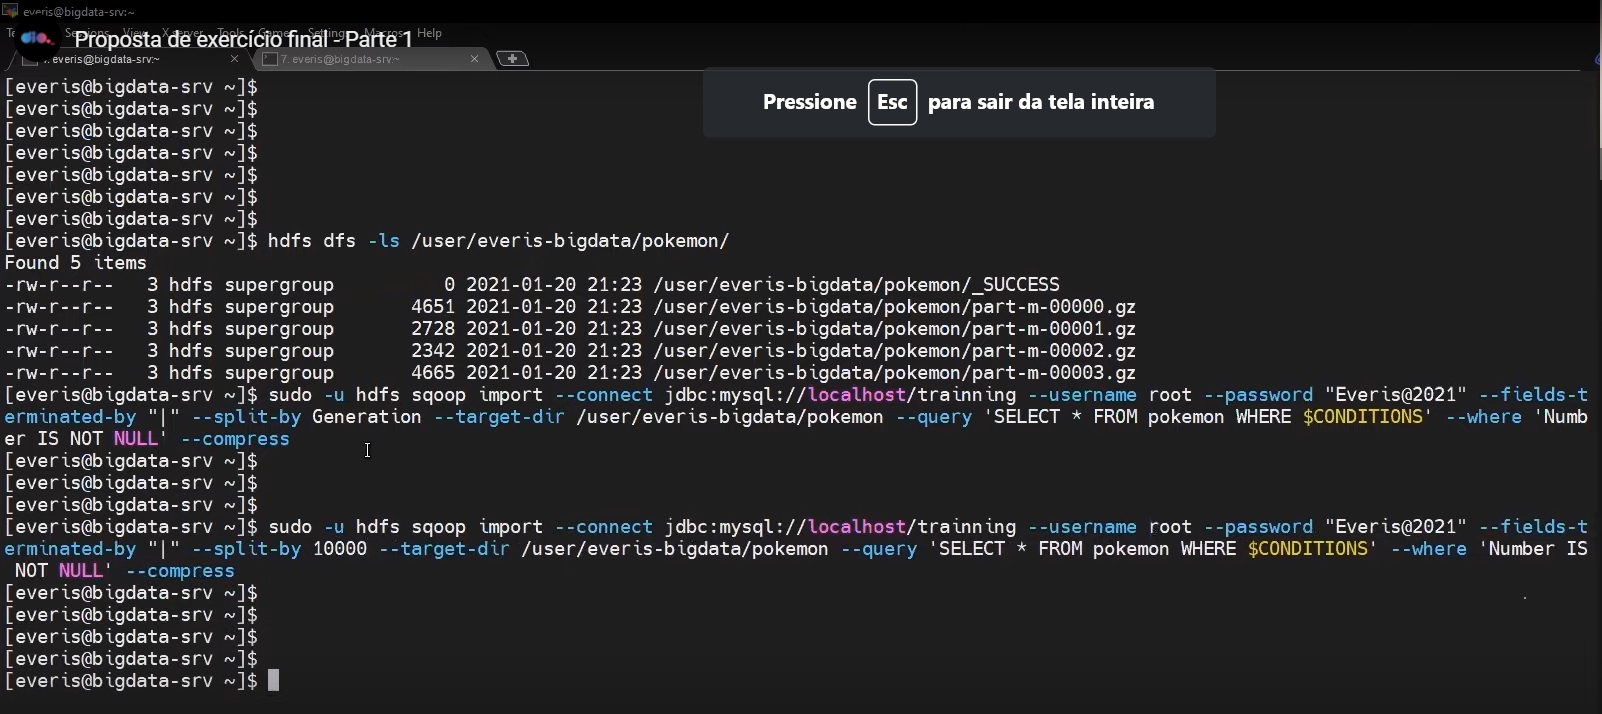 everis@bigdata-srv:~
Terminal Sessions View X server Tools Games Settings Macros Help
Proposta de exercício final - Parte 1
7. everis@bigdata-srv:~
7. everis@bigdata-srv:~
Pressione Esc para sair da tela inteira
[everis@bigdata-srv ~]$
[everis@bigdata-srv ~]$
[everis@bigdata-srv ~]$
[everis@bigdata-srv ~]$
[everis@bigdata-srv ~]$
[everis@bigdata-srv ~]$
[everis@bigdata-srv ~]$
[everis@bigdata-srv ~]$ hdfs dfs -ls /user/everis-bigdata/pokemon/
Found 5 items
-rw-r--r--   3 hdfs supergroup          0 2021-01-20 21:23 /user/everis-bigdata/pokemon/_SUCCESS
-rw-r--r--   3 hdfs supergroup       4651 2021-01-20 21:23 /user/everis-bigdata/pokemon/part-m-00000.gz
-rw-r--r--   3 hdfs supergroup       2728 2021-01-20 21:23 /user/everis-bigdata/pokemon/part-m-00001.gz
-rw-r--r--   3 hdfs supergroup       2342 2021-01-20 21:23 /user/everis-bigdata/pokemon/part-m-00002.gz
-rw-r--r--   3 hdfs supergroup       4665 2021-01-20 21:23 /user/everis-bigdata/pokemon/part-m-00003.gz
[everis@bigdata-srv ~]$ sudo -u hdfs sqoop import --connect jdbc:mysql://localhost/trainning --username root --password "Everis@2021" --fields-t
erminated-by "|" --split-by Generation --target-dir /user/everis-bigdata/pokemon --query 'SELECT * FROM pokemon WHERE $CONDITIONS' --where 'Numb
er IS NOT NULL' --compress
[everis@bigdata-srv ~]$
[everis@bigdata-srv ~]$
[everis@bigdata-srv ~]$
[everis@bigdata-srv ~]$ sudo -u hdfs sqoop import --connect jdbc:mysql://localhost/trainning --username root --password "Everis@2021" --fields-t
erminated-by "|" --split-by 10000 --target-dir /user/everis-bigdata/pokemon --query 'SELECT * FROM pokemon WHERE $CONDITIONS' --where 'Number IS
 NOT NULL' --compress
[everis@bigdata-srv ~]$
[everis@bigdata-srv ~]$
[everis@bigdata-srv ~]$
[everis@bigdata-srv ~]$
[everis@bigdata-srv ~]$